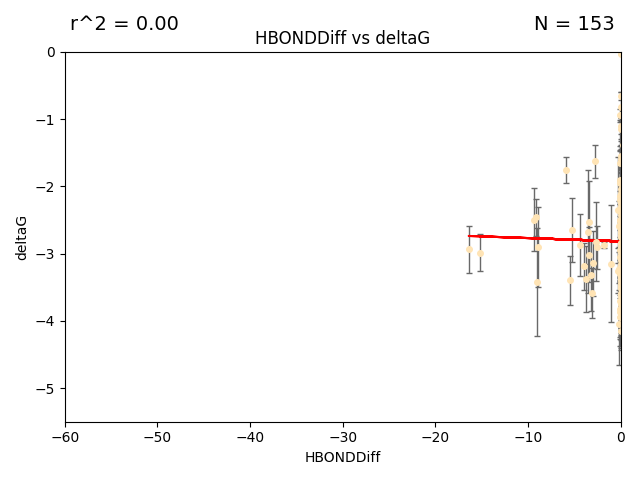 r^2 = 0.00
N = 153
HBONDDiff vs deltaG
0
−1
−2
−3
−4
−5
deltaG
−60
−50
−40
−30
−20
−10
0
HBONDDiff